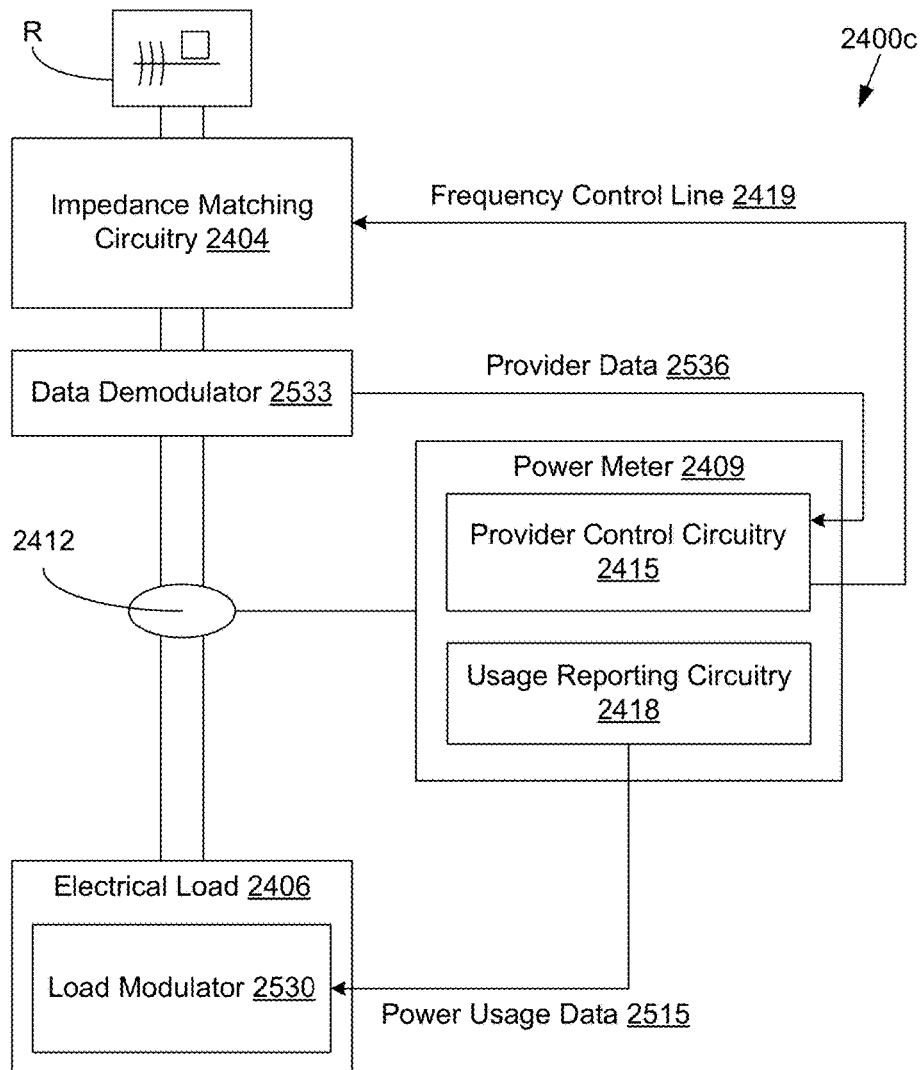 R
2400c
Impedance Matching
Circuitry 2404
Frequency Control Line 2419
Data Demodulator 2533
Provider Data 2536
Power Meter 2409
Provider Control Circuitry
2415
2412
Usage Reporting Circuitry
2418
Electrical Load 2406
Load Modulator 2530
Power Usage Data 2515